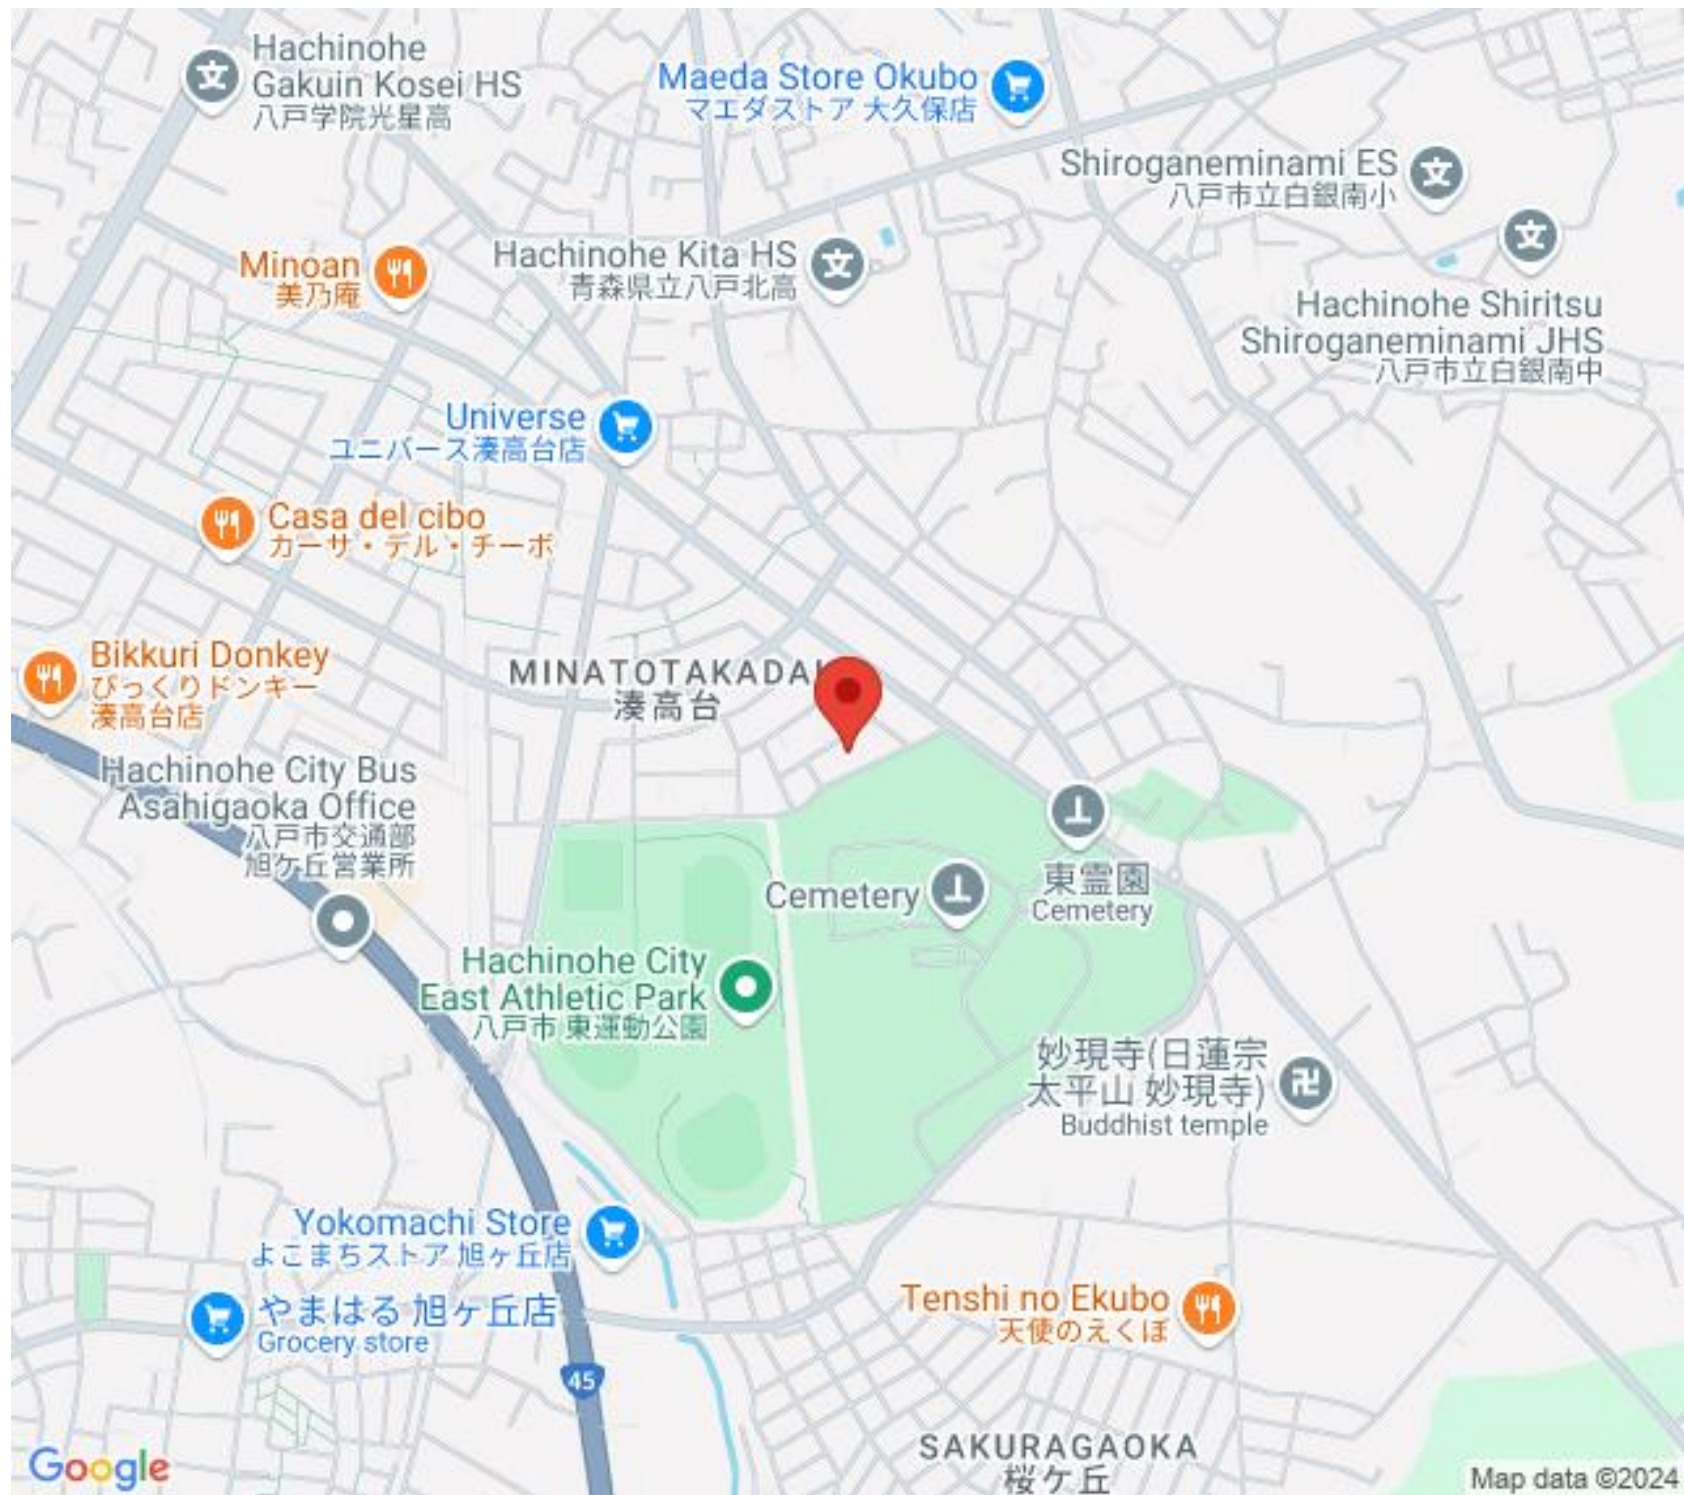 Hachinohe
Gakuin Kosei HS
八戸学院光星高
Maeda Store Okubo
マエダストア 大久保店
Shiroganeminami ES
八戸市立白銀南小
Hachinohe Kita HS
青森県立八戸北高
Minoan
美乃庵
Hachinohe Shiritsu
Shiroganeminami JHS
八戸市立白銀南中
Universe
ユニバース湊高台店
Casa del cibo
カーサ・デル・チーボ
Bikkuri Donkey
びっくりドンキー
湊高台店
MINATOTAKADAI
湊高台
Hachinohe City Bus
Asahigaoka Office
八戸市交通部
旭ケ丘営業所
Cemetery
東霊園
Cemetery
Hachinohe City
East Athletic Park
八戸市 東運動公園
妙現寺(日蓮宗
太平山 妙現寺)
Buddhist temple
Yokomachi Store
よこまちストア 旭ヶ丘店
やまはる 旭ヶ丘店
Grocery store
Tenshi no Ekubo
天使のえくぼ
45
SAKURAGAOKA
桜ケ丘
Google
Map data ©2024